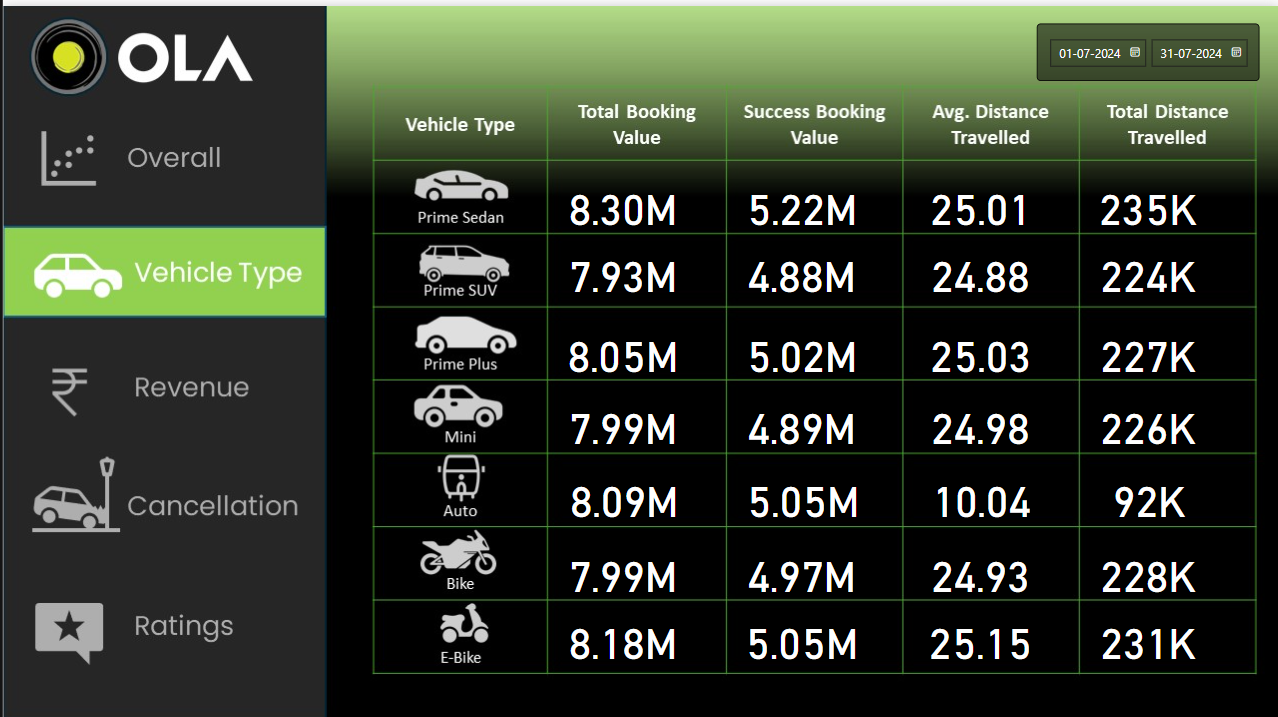 OLA
01-07-2024 31-07-2024
Overall
Vehicle Type
Revenue
Cancellation
Ratings
Vehicle Type Total Booking Value Success Booking Value Avg. Distance Travelled Total Distance Travelled
Prime Sedan 8.30M 5.22M 25.01 235K
Prime SUV 7.93M 4.88M 24.88 224K
Prime Plus 8.05M 5.02M 25.03 227K
Mini 7.99M 4.89M 24.98 226K
Auto 8.09M 5.05M 10.04 92K
Bike 7.99M 4.97M 24.93 228K
E-Bike 8.18M 5.05M 25.15 231K